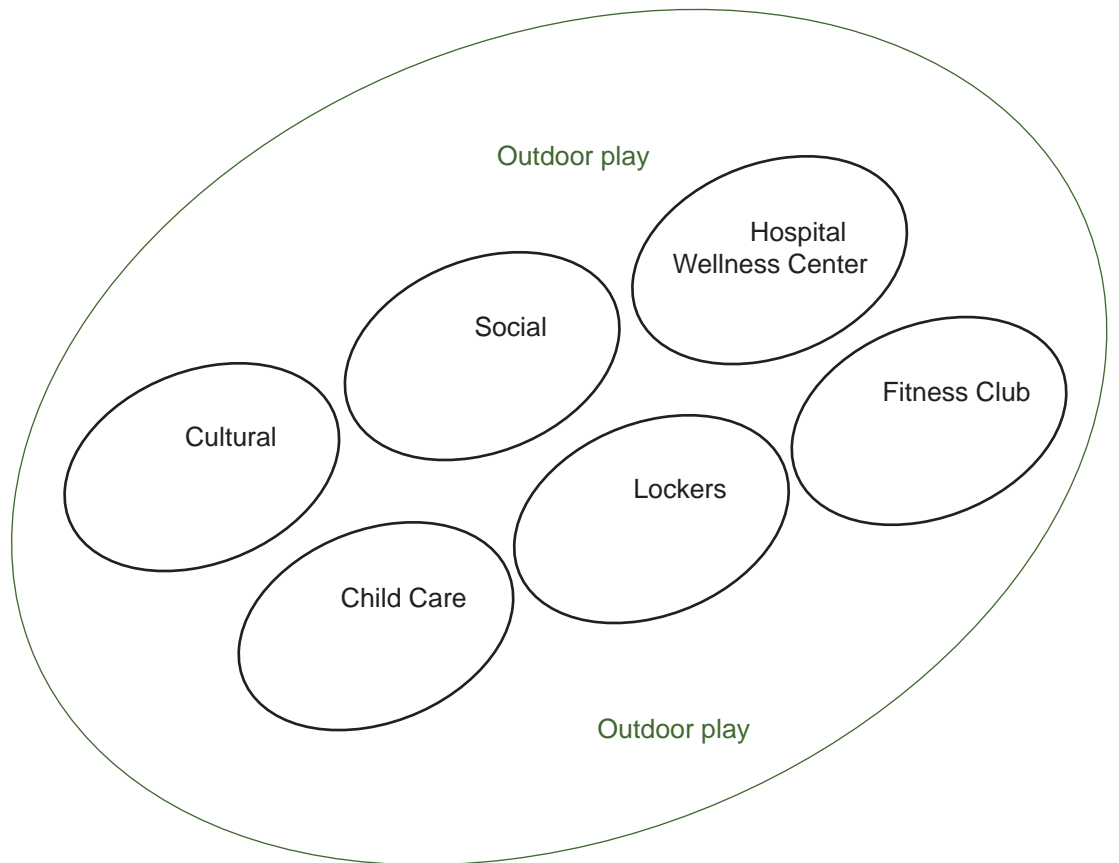 Outdoor play
Hospital
Wellness Center
Social
Fitness Club
Cultural
Lockers
Child Care
Outdoor play